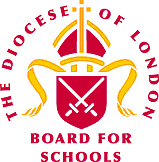 THE DIOCESE OF LONDON
BOARD FOR
SCHOOLS